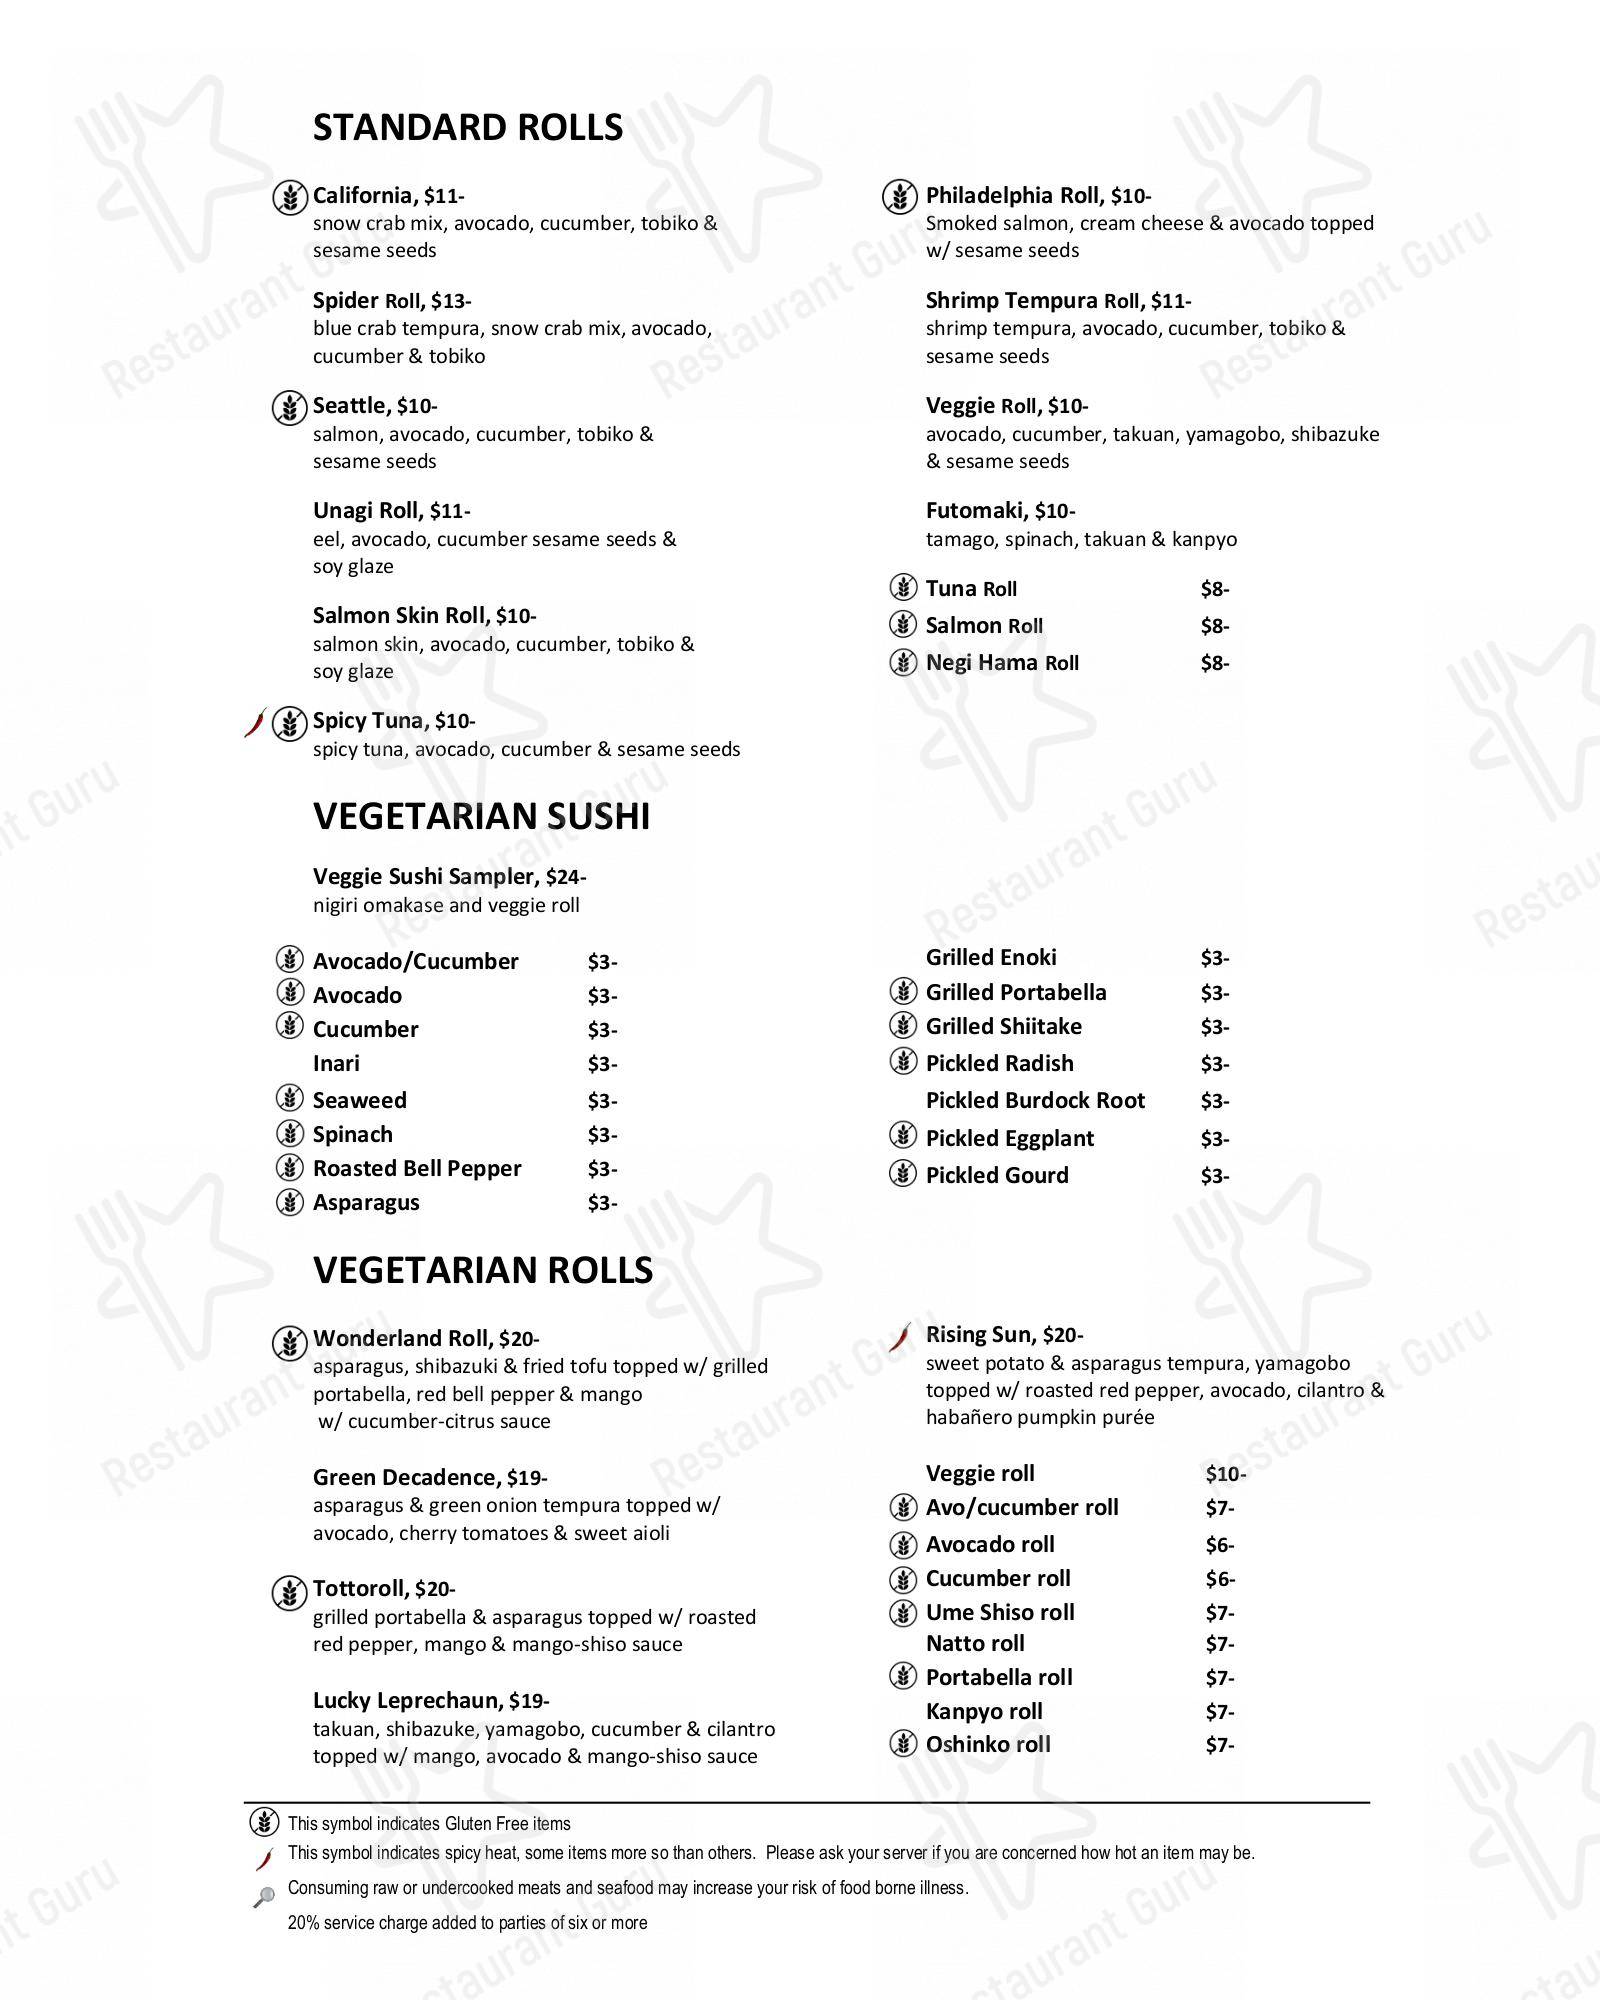 STANDARD ROLLS
California, $11-
snow crab mix, avocado, cucumber, tobiko &
sesame seeds
Spider Roll, $13-
blue crab tempura, snow crab mix, avocado,
cucumber & tobiko
Seattle, $10-
salmon, avocado, cucumber, tobiko &
sesame seeds
Unagi Roll, $11-
eel, avocado, cucumber sesame seeds &
soy glaze
Salmon Skin Roll, $10-
salmon skin, avocado, cucumber, tobiko &
soy glaze
Spicy Tuna, $10-
spicy tuna, avocado, cucumber & sesame seeds
Philadelphia Roll, $10-
Smoked salmon, cream cheese & avocado topped
w/ sesame seeds
Shrimp Tempura Roll, $11-
shrimp tempura, avocado, cucumber, tobiko &
sesame seeds
Veggie Roll, $10-
avocado, cucumber, takuan, yamagobo, shibazuke
& sesame seeds
Futomaki, $10-
tamago, spinach, takuan & kanpyo
Tuna Roll $8-
Salmon Roll $8-
Negi Hama Roll $8-
VEGETARIAN SUSHI
Veggie Sushi Sampler, $24-
nigiri omakase and veggie roll
Avocado/Cucumber $3-
Avocado $3-
Cucumber $3-
Inari $3-
Seaweed $3-
Spinach $3-
Roasted Bell Pepper $3-
Asparagus $3-
Grilled Enoki $3-
Grilled Portabella $3-
Grilled Shiitake $3-
Pickled Radish $3-
Pickled Burdock Root $3-
Pickled Eggplant $3-
Pickled Gourd $3-
VEGETARIAN ROLLS
Wonderland Roll, $20-
asparagus, shibazuki & fried tofu topped w/ grilled
portabella, red bell pepper & mango
w/ cucumber-citrus sauce
Green Decadence, $19-
asparagus & green onion tempura topped w/
avocado, cherry tomatoes & sweet aioli
Tottoroll, $20-
grilled portabella & asparagus topped w/ roasted
red pepper, mango & mango-shiso sauce
Lucky Leprechaun, $19-
takuan, shibazuke, yamagobo, cucumber & cilantro
topped w/ mango, avocado & mango-shiso sauce
Rising Sun, $20-
sweet potato & asparagus tempura, yamagobo
topped w/ roasted red pepper, avocado, cilantro &
habañero pumpkin purée
Veggie roll $10-
Avo/cucumber roll $7-
Avocado roll $6-
Cucumber roll $6-
Ume Shiso roll $7-
Natto roll $7-
Portabella roll $7-
Kanpyo roll $7-
Oshinko roll $7-
This symbol indicates Gluten Free items
This symbol indicates spicy heat, some items more so than others. Please ask your server if you are concerned how hot an item may be.
Consuming raw or undercooked meats and seafood may increase your risk of food borne illness.
20% service charge added to parties of six or more
Restaurant Guru